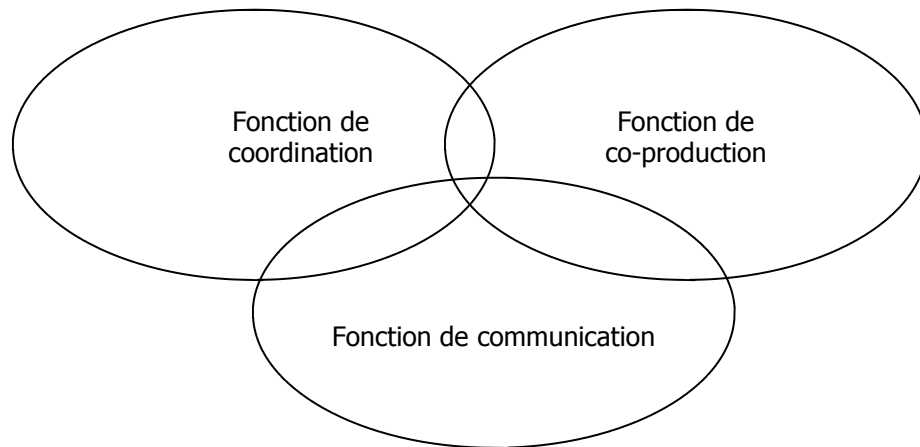 Fonction de
coordination
Fonction de
co-production
Fonction de communication